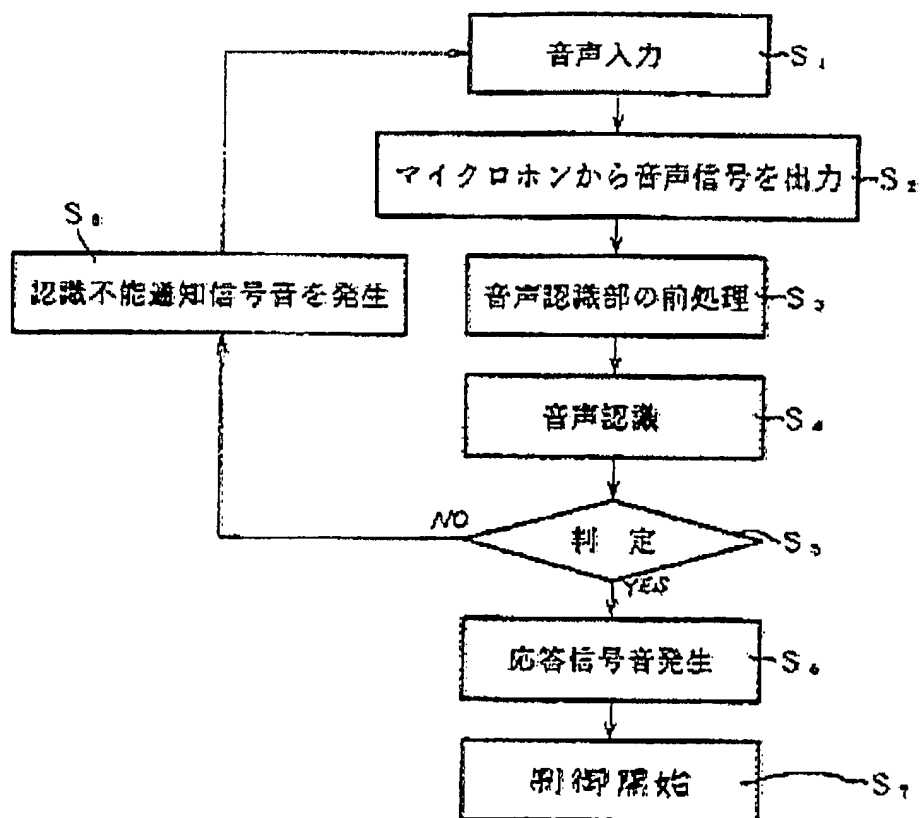 音声入力 S₁
マイクロホンから音声信号を出力 S₂
S₈
認識不能通知信号音を発生
音声認識部の前処理 S₃
音声認識 S₄
NO
判定 S₅
YES
応答信号音発生 S₆
制御開始 S₇